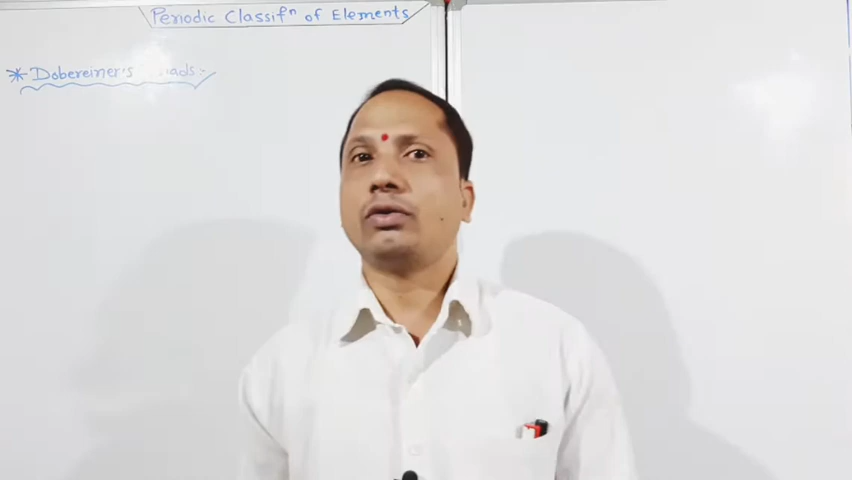 Periodic Classifⁿ of Elements
* Dobereiner's